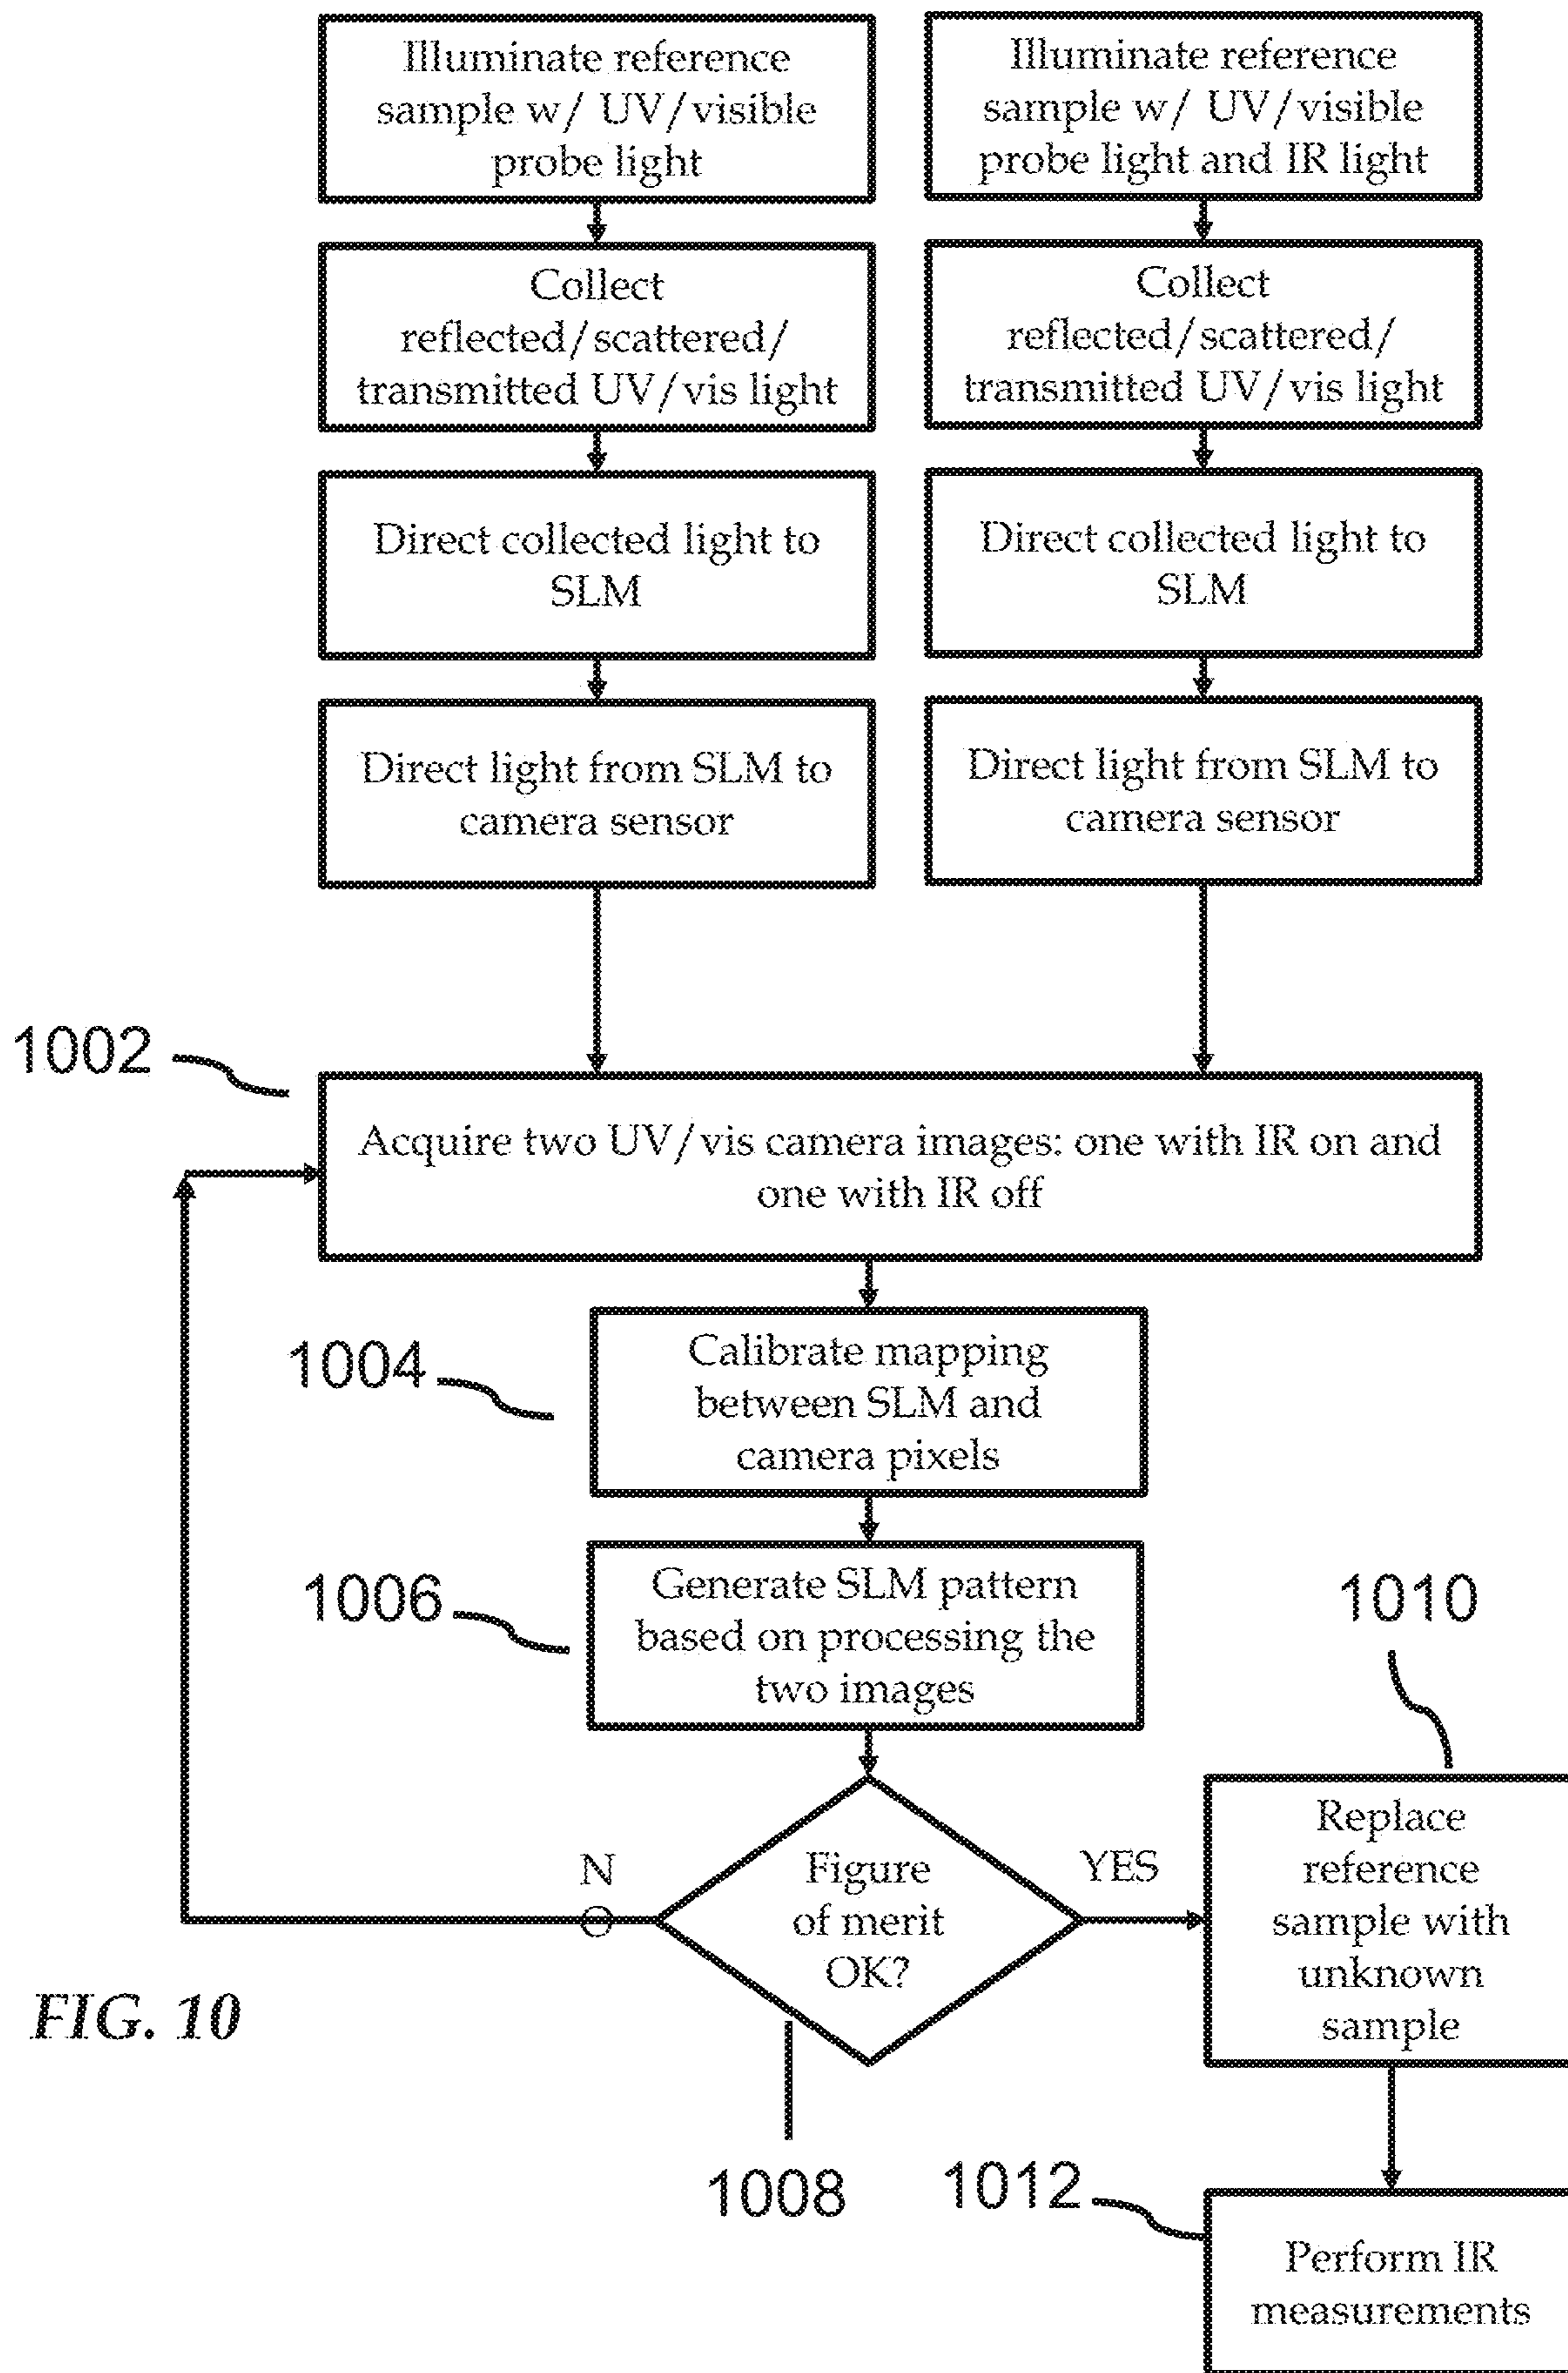 Illuminate reference
sample w/ UV/visible
probe light
Illuminate reference
sample w/ UV/visible
probe light and IR light
Collect
reflected/scattered/
transmitted UV/vis light
Collect
reflected/scattered/
transmitted UV/vis light
Direct collected light to
SLM
Direct collected light to
SLM
Direct light from SLM to
camera sensor
Direct light from SLM to
camera sensor
1002
Acquire two UV/vis camera images: one with IR on and
one with IR off
1004
Calibrate mapping
between SLM and
camera pixels
1006
Generate SLM pattern
based on processing the
two images
1010
N
O
Figure
of merit
OK?
YES
Replace
reference
sample with
unknown
sample
FIG. 10
1008
1012
Perform IR
measurements